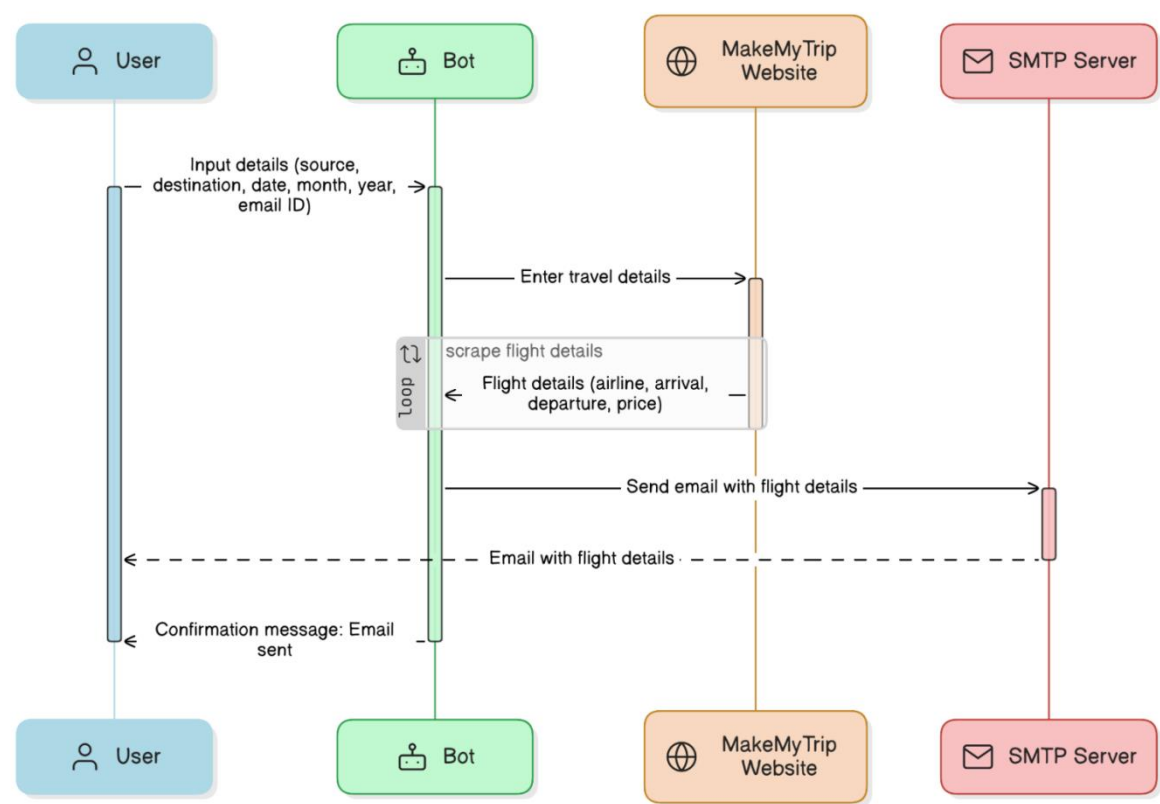 User
Bot
MakeMyTrip
Website
SMTP Server
Input details (source,
destination, date, month, year,
email ID)
Enter travel details
loop
scrape flight details
Flight details (airline, arrival,
departure, price)
Send email with flight details
Email with flight details
Confirmation message: Email
sent
User
Bot
MakeMyTrip
Website
SMTP Server